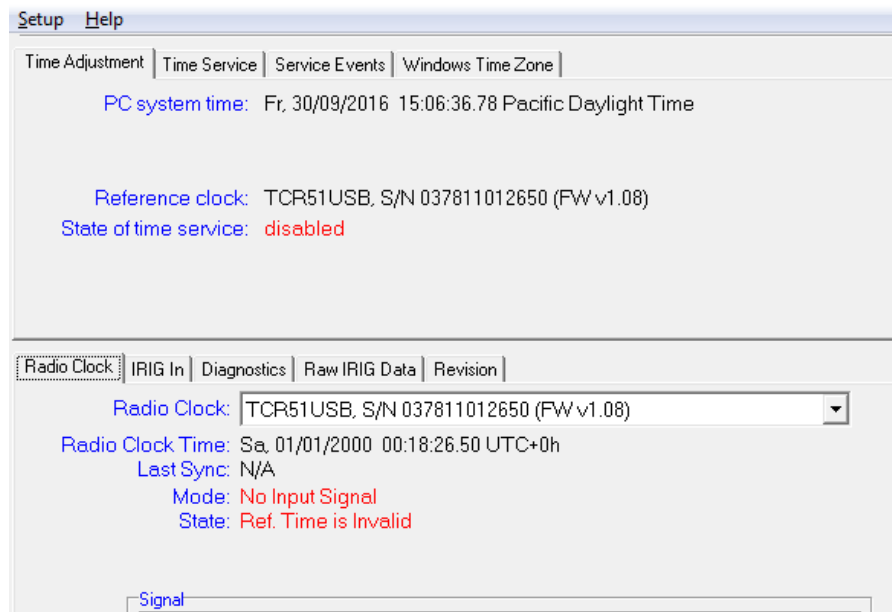 Setup Help
Time Adjustment Time Service Service Events Windows Time Zone
PC system time: Fr, 30/09/2016 15:06:36.78 Pacific Daylight Time
Reference clock: TCR51USB, S/N 037811012650 (FW v1.08)
State of time service: disabled
Radio Clock IRIG In Diagnostics Raw IRIG Data Revision
Radio Clock: TCR51USB, S/N 037811012650 (FW v1.08)
Radio Clock Time: Sa, 01/01/2000 00:18:26.50 UTC+0h
Last Sync: N/A
Mode: No Input Signal
State: Ref. Time is Invalid
Signal